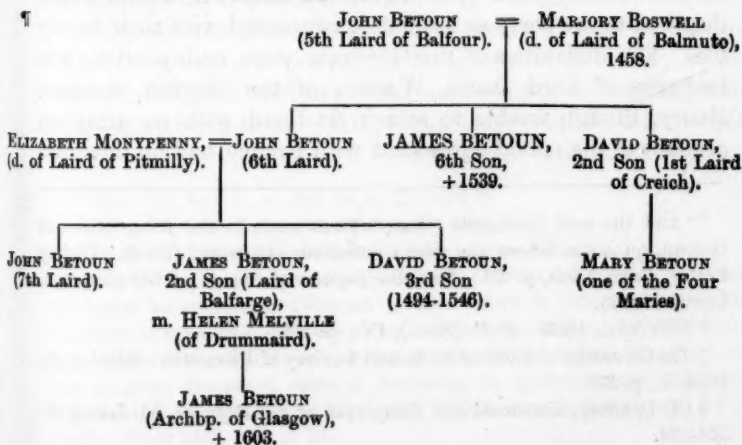 ¶
JOHN BETOUN = MARJORY BOSWELL
(5th Laird of Balfour). (d. of Laird of Balmuto),
1458.
ELIZABETH MONYPENNY, = JOHN BETOUN JAMES BETOUN, DAVID BETOUN,
(d. of Laird of Pitmilly). (6th Laird). 6th Son, 2nd Son (1st Laird
+1539. of Creich).
JOHN BETOUN JAMES BETOUN, DAVID BETOUN, MARY BETOUN
(7th Laird). 2nd Son (Laird of 3rd Son (one of the Four
Balfarge), (1494-1546). Maries).
m. HELEN MELVILLE
(of Drummaird).
JAMES BETOUN
(Archbp. of Glasgow),
+ 1603.